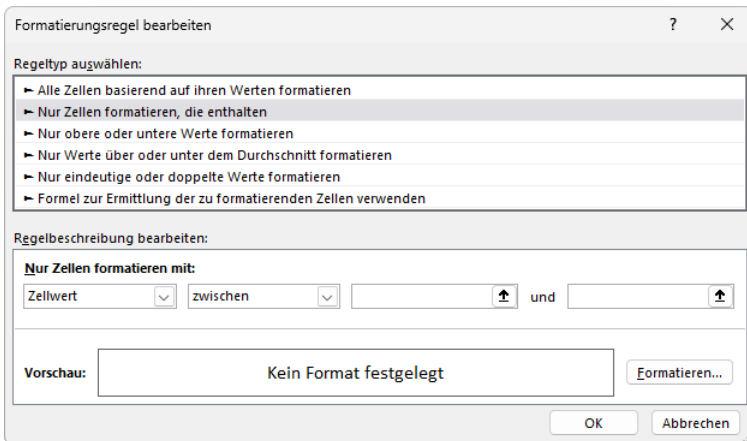 Formatierungsregel bearbeiten ? ×
Regeltyp auswählen:
► Alle Zellen basierend auf ihren Werten formatieren
► Nur Zellen formatieren, die enthalten
► Nur obere oder untere Werte formatieren
► Nur Werte über oder unter dem Durchschnitt formatieren
► Nur eindeutige oder doppelte Werte formatieren
► Formel zur Ermittlung der zu formatierenden Zellen verwenden
Regelbeschreibung bearbeiten:
Nur Zellen formatieren mit:
Zellwert zwischen und
Vorschau: Kein Format festgelegt Formatieren...
OK Abbrechen